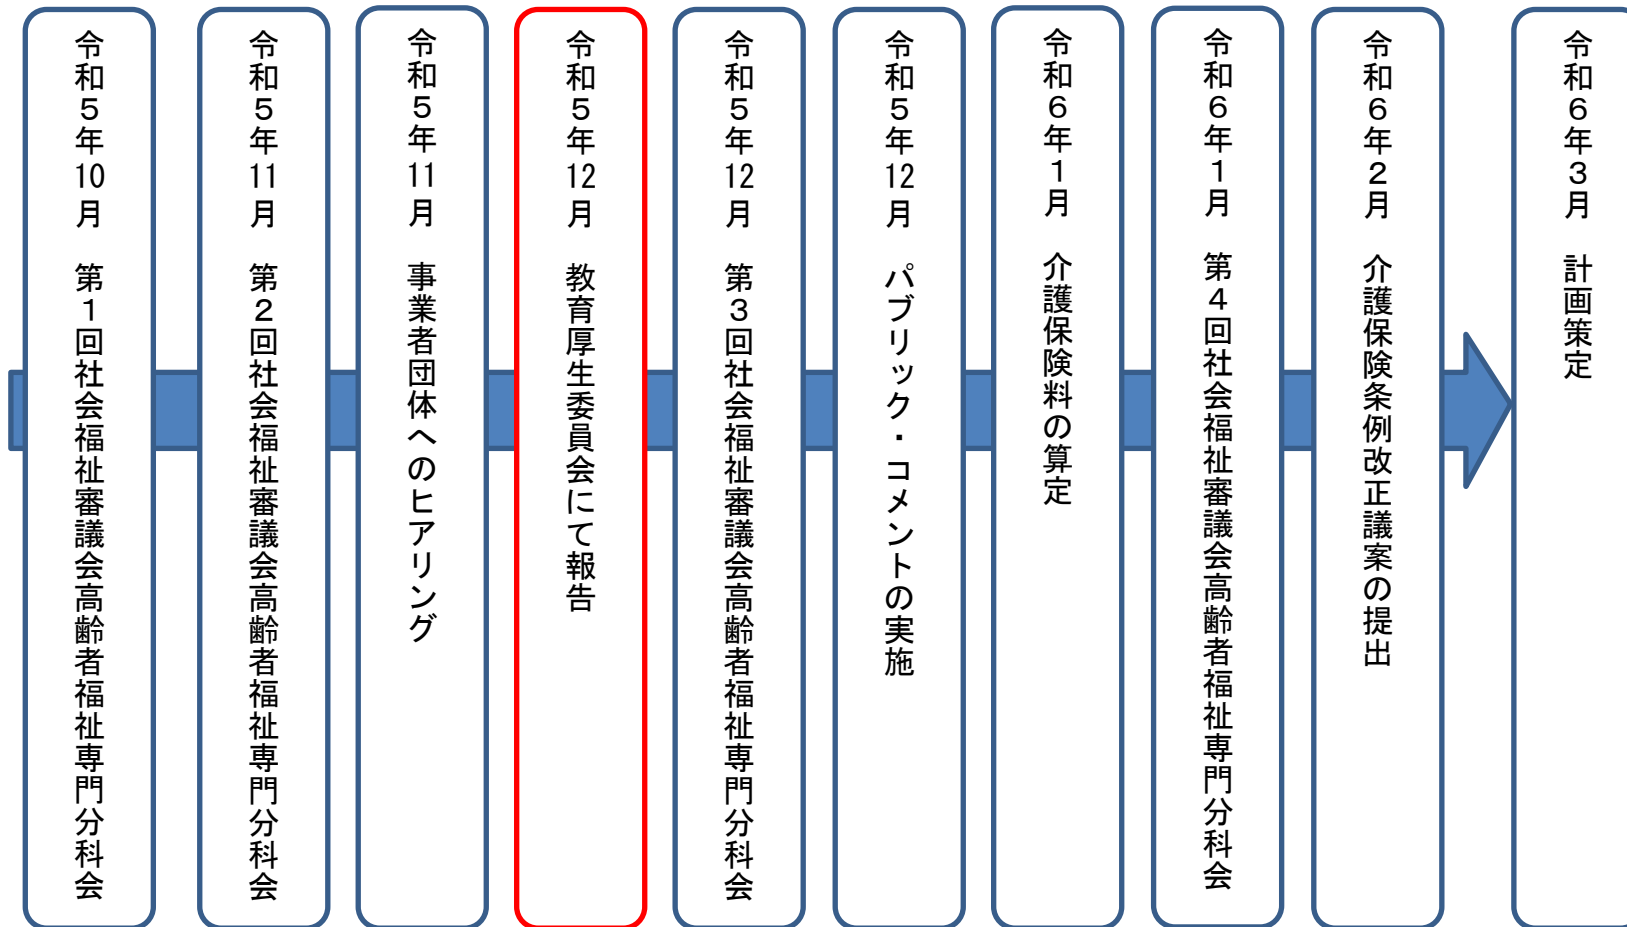 令和５年10月　第１回社会福祉審議会高齢者福祉専門分科会
令和５年11月　第２回社会福祉審議会高齢者福祉専門分科会
令和５年11月　事業者団体へのヒアリング
令和５年12月　教育厚生委員会にて報告
令和５年12月　第３回社会福祉審議会高齢者福祉専門分科会
令和５年12月　パブリック・コメントの実施
令和６年１月　介護保険料の算定
令和６年１月　第４回社会福祉審議会高齢者福祉専門分科会
令和６年２月　介護保険条例改正議案の提出
令和６年３月　計画策定